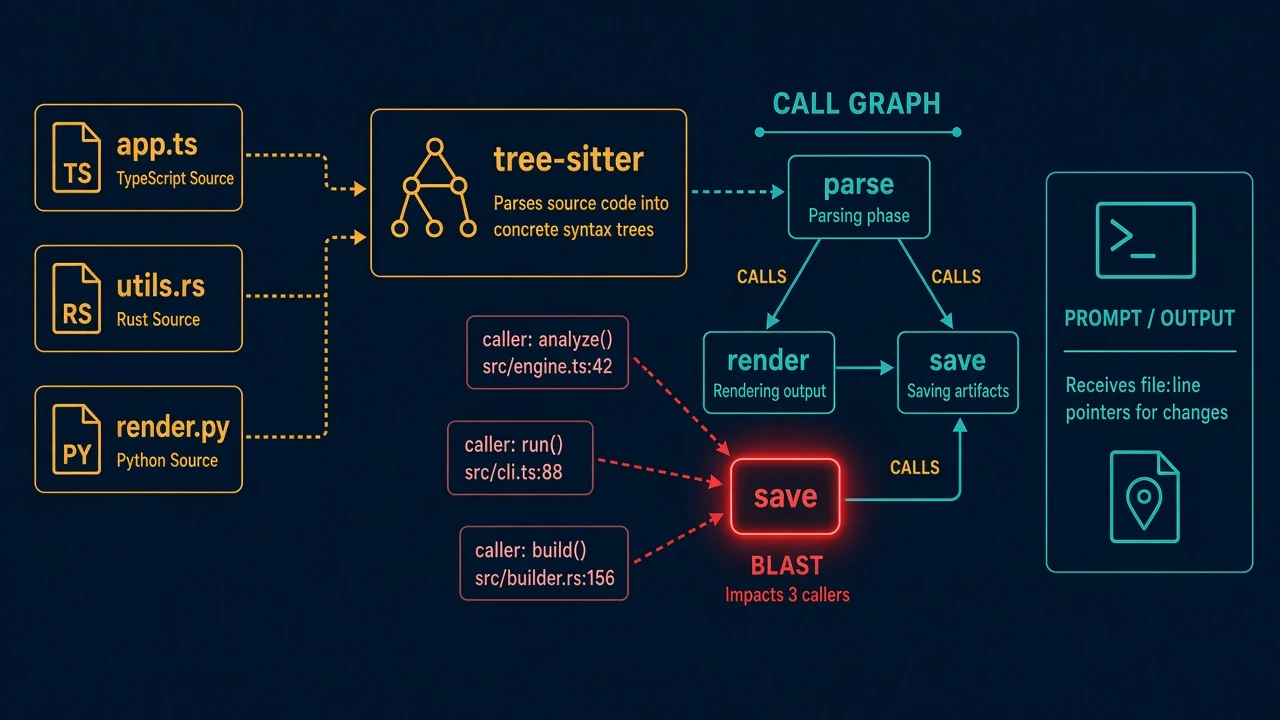 app.ts
TS
TypeScript Source
utils.rs
RS
Rust Source
render.py
PY
Python Source
tree-sitter
Parses source code into
concrete syntax trees
CALL GRAPH
parse
Parsing phase
CALLS
CALLS
render
Rendering output
save
Saving artifacts
caller: analyze()
src/engine.ts:42
caller: run()
src/cli.ts:88
caller: build()
src/builder.rs:156
save
CALLS
BLAST
Impacts 3 callers
PROMPT / OUTPUT
Receives file:line
pointers for changes